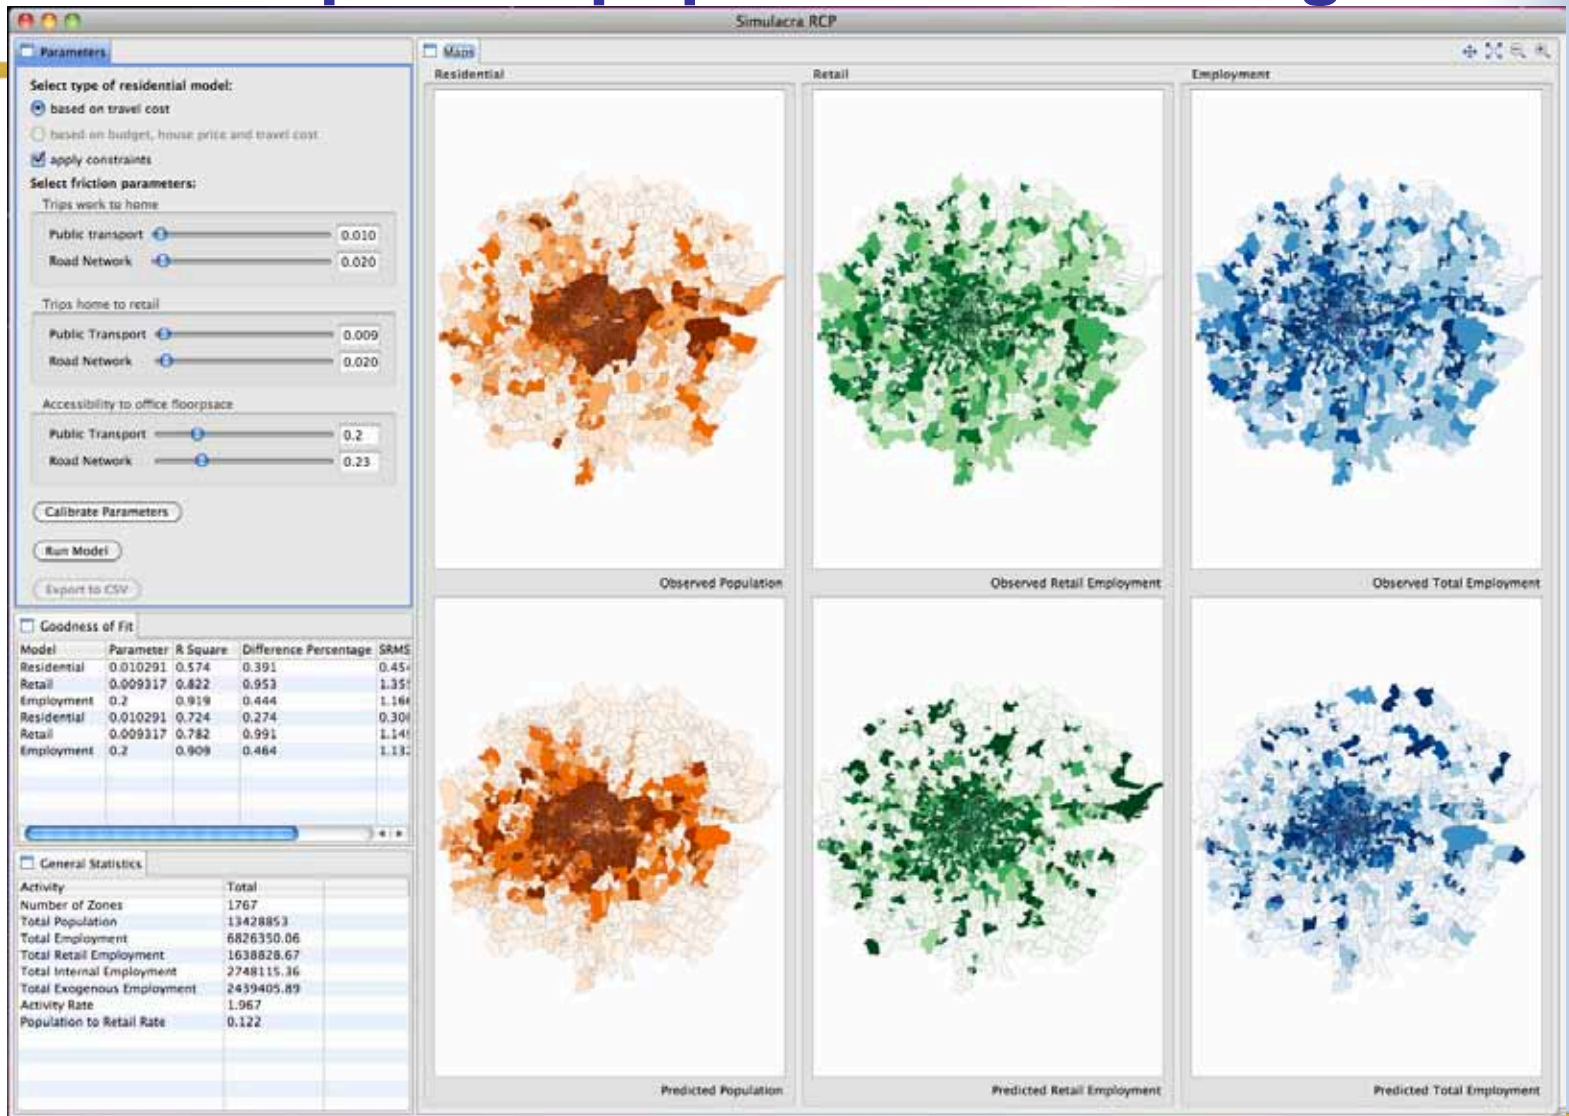 Simulacra RCP
Parameters
Select type of residential model:
based on travel cost
based on budget, house price and travel cost
apply constraints
Select friction parameters:
Trips work to home
Public transport 0.010
Road Network 0.020
Trips home to retail
Public Transport 0.009
Road Network 0.020
Accessibility to office floorpsace
Public Transport 0.2
Road Network 0.23
Calibrate Parameters
Run Model
Export to CSV
Goodness of Fit
Model Parameter R Square Difference Percentage SRMS
Residential 0.010291 0.574 0.391
Retail 0.009317 0.822 0.953
Employment 0.2 0.919 0.444
Residential 0.010291 0.724 0.274
Retail 0.009317 0.782 0.991
Employment 0.2 0.909 0.464
General Statistics
Activity Total
Number of Zones 1767
Total Population 13428853
Total Employment 6826350.06
Total Retail Employment 1638828.67
Total Internal Employment 2748115.36
Total Exogenous Employment 2439405.89
Activity Rate 1.967
Population to Retail Rate 0.122
Maps
Residential
Retail
Employment
Observed Population
Observed Retail Employment
Observed Total Employment
Predicted Population
Predicted Retail Employment
Predicted Total Employment